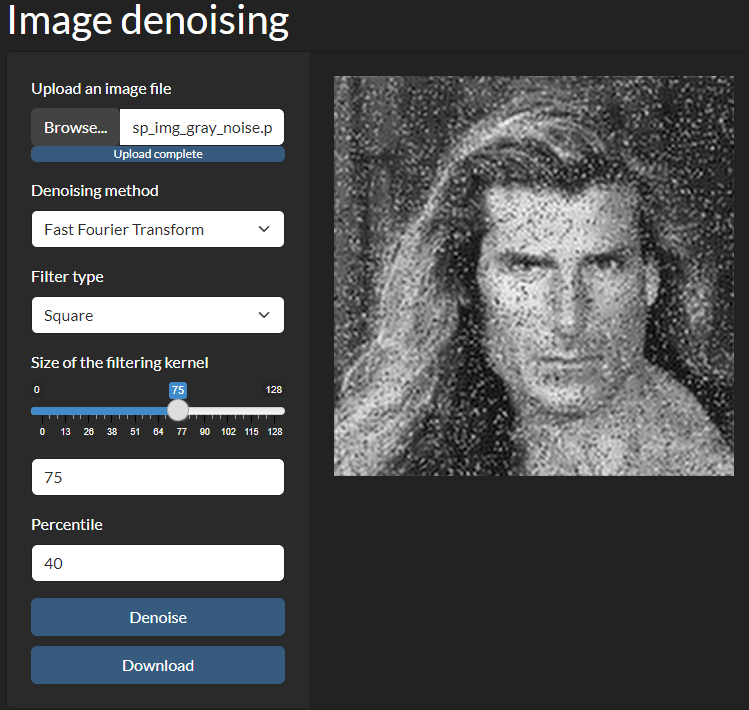 Image denoising
Upload an image file
Browse... sp_img_gray_noise.p
Upload complete
Denoising method
Fast Fourier Transform
Filter type
Square
Size of the filtering kernel
0 75 128
0 13 26 38 51 64 77 90 102 115 128
75
Percentile
40
Denoise
Download